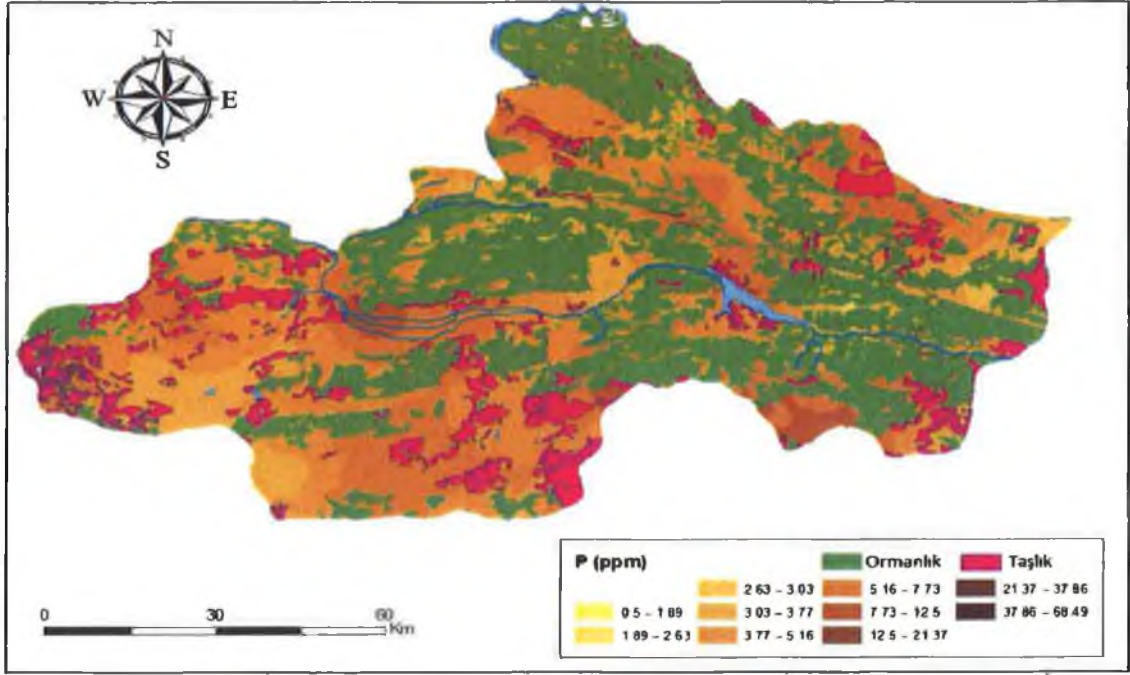 N
W E
S
P (ppm) Ormanlık Taşlık
2.63 - 3.03 5.16 - 7.73 21.37 - 37.86
0.5 - 1.89 3.03 - 3.77 7.73 - 12.5 37.86 - 68.49
1.89 - 2.63 3.77 - 5.16 12.5 - 21.37
0 30 60
Km